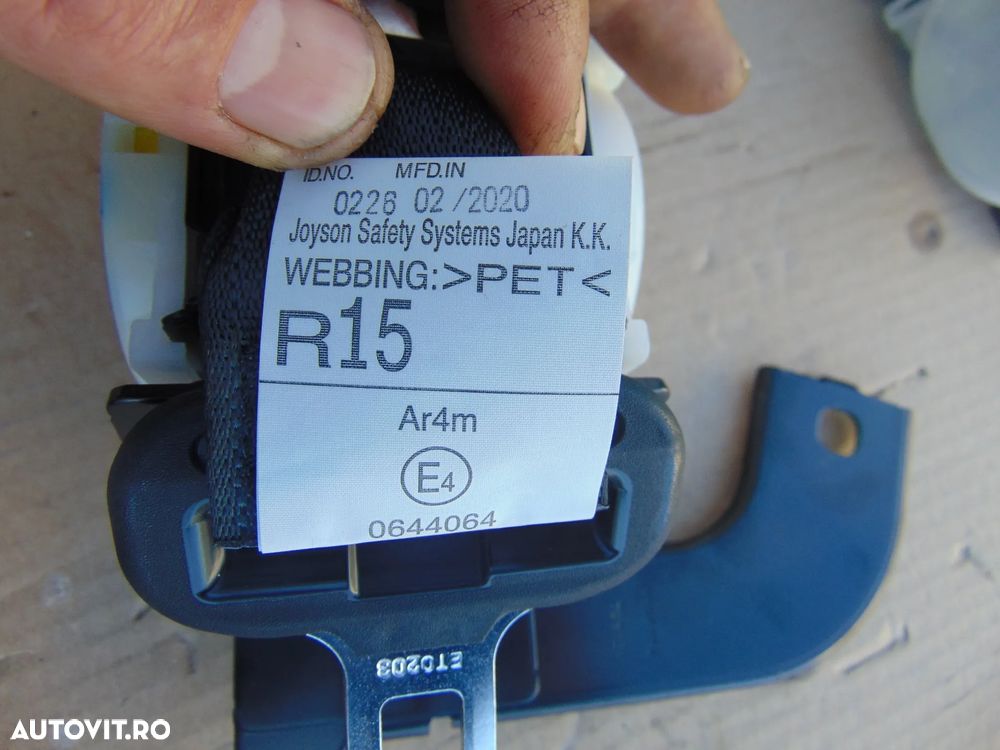 ID.NO. MFD.IN
0226 02/2020
Joyson Safety Systems Japan K.K.
WEBBING:>PET<
R15
Ar4m
E4
0644064
ET0203
AUTOVIT.RO